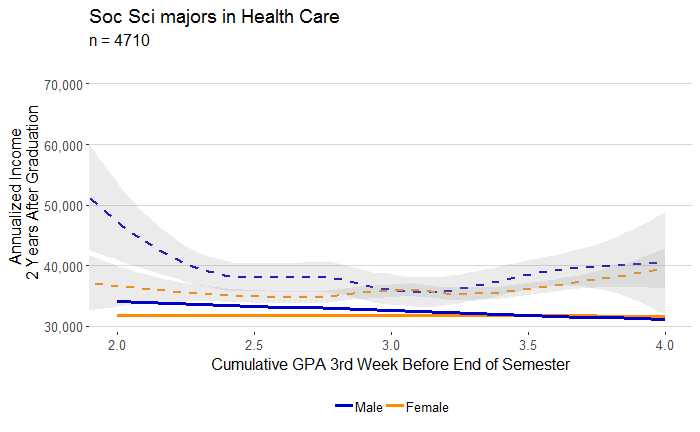 Soc Sci majors in Health Care
n = 4710
Annualized Income
2 Years After Graduation
70,000
60,000
50,000
40,000
30,000
2.0 2.5 3.0 3.5 4.0
Cumulative GPA 3rd Week Before End of Semester
Male Female